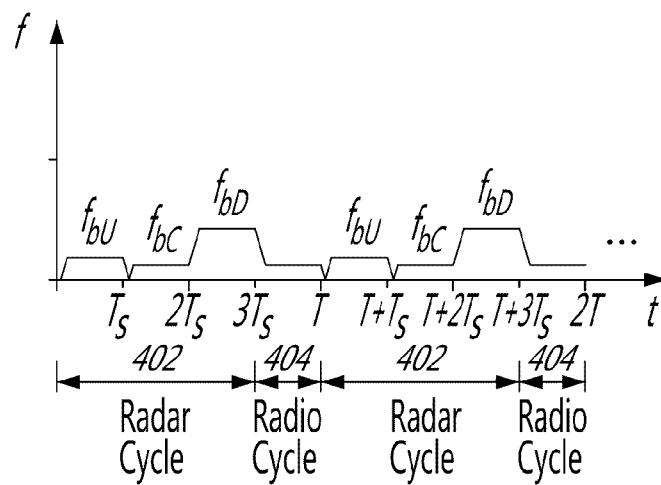 f
f_bU f_bC f_bD f_bU f_bC f_bD ...
T_s 2T_s 3T_s T T+T_s T+2T_s T+3T_s 2T t
402 404 402 404
Radar Radio Radar Radio
Cycle Cycle Cycle Cycle